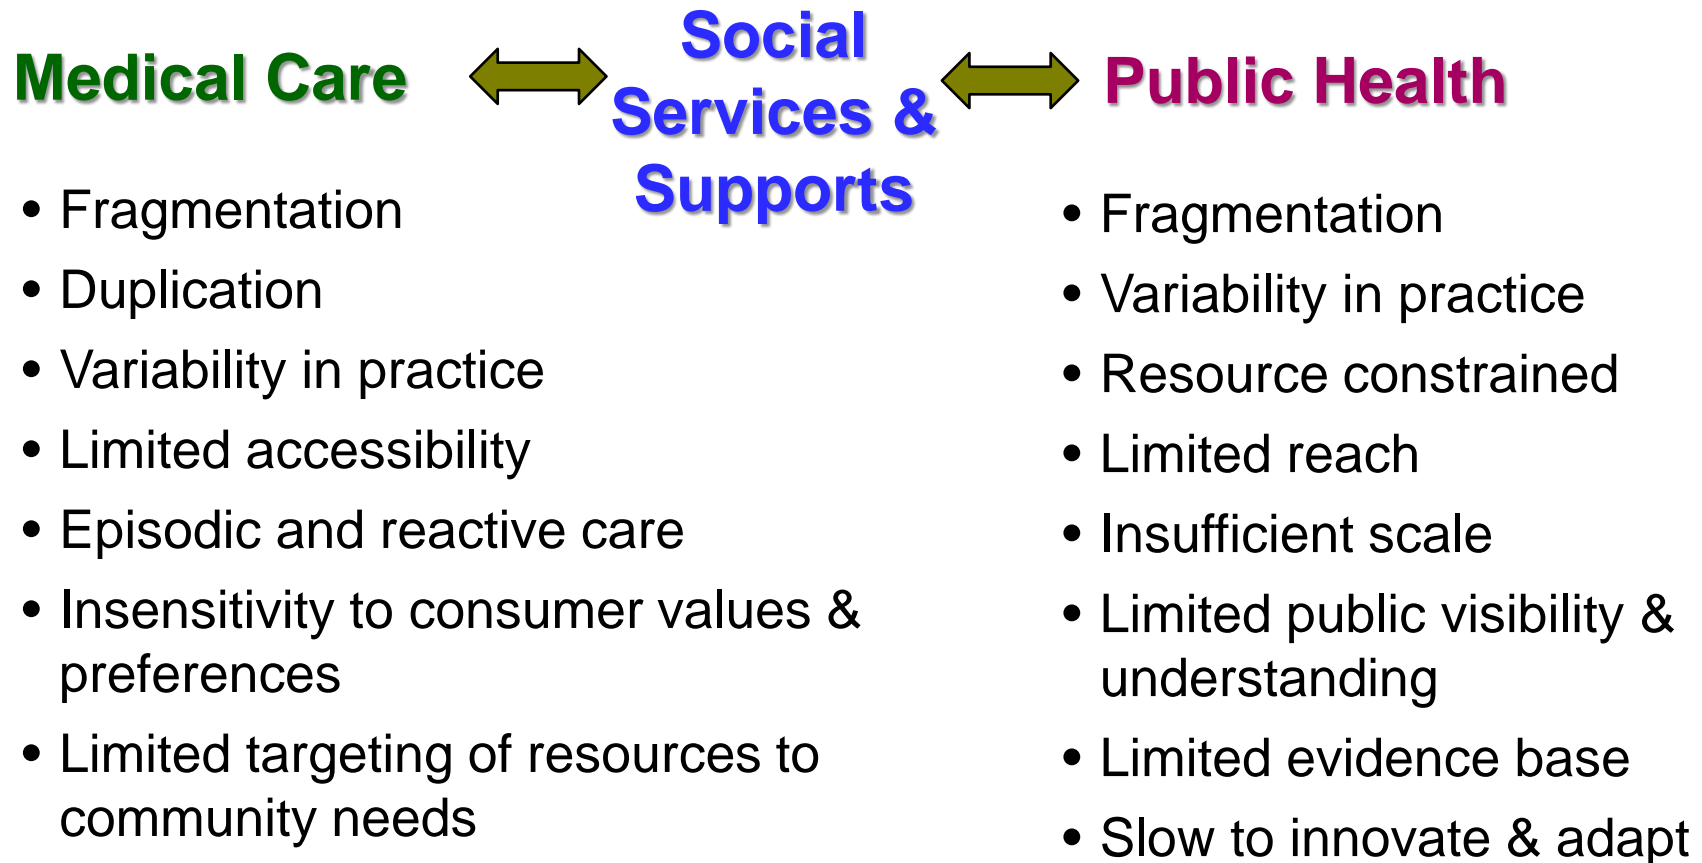 Medical Care
Social
Services &
Supports
Public Health
• Fragmentation
• Duplication
• Variability in practice
• Limited accessibility
• Episodic and reactive care
• Insensitivity to consumer values &
preferences
• Limited targeting of resources to
community needs
• Fragmentation
• Variability in practice
• Resource constrained
• Limited reach
• Insufficient scale
• Limited public visibility &
understanding
• Limited evidence base
• Slow to innovate & adapt